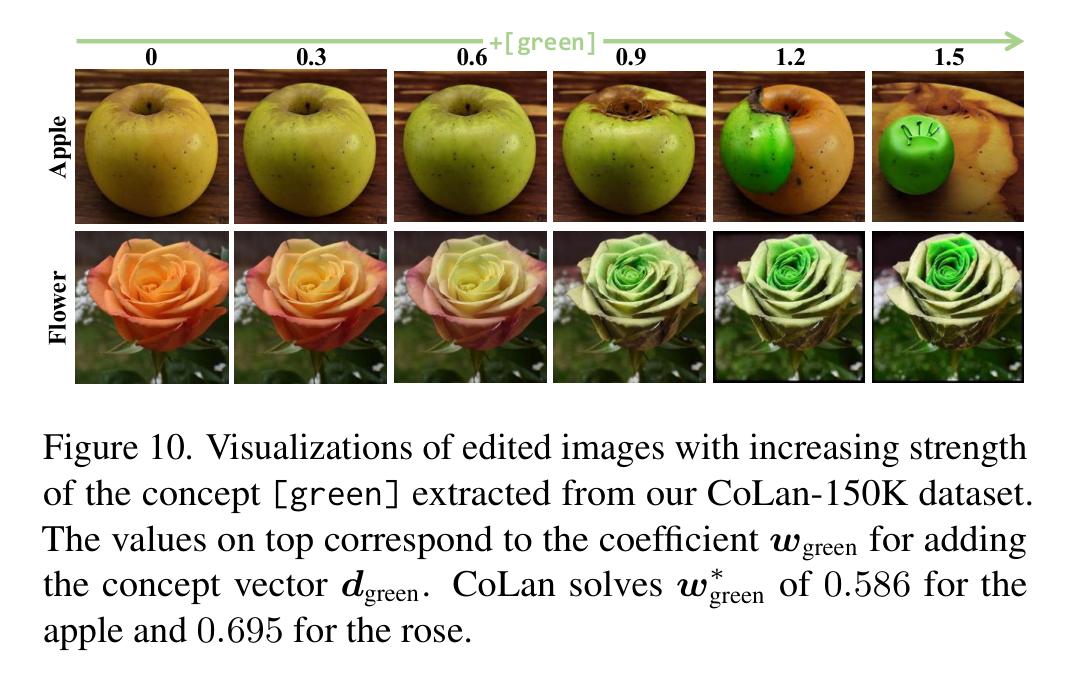 +[green]
0 0.3 0.6 0.9 1.2 1.5
Apple
Flower
Figure 10. Visualizations of edited images with increasing strength
of the concept [green] extracted from our CoLan-150K dataset.
The values on top correspond to the coefficient w_green for adding
the concept vector d_green. CoLan solves w*_green of 0.586 for the
apple and 0.695 for the rose.